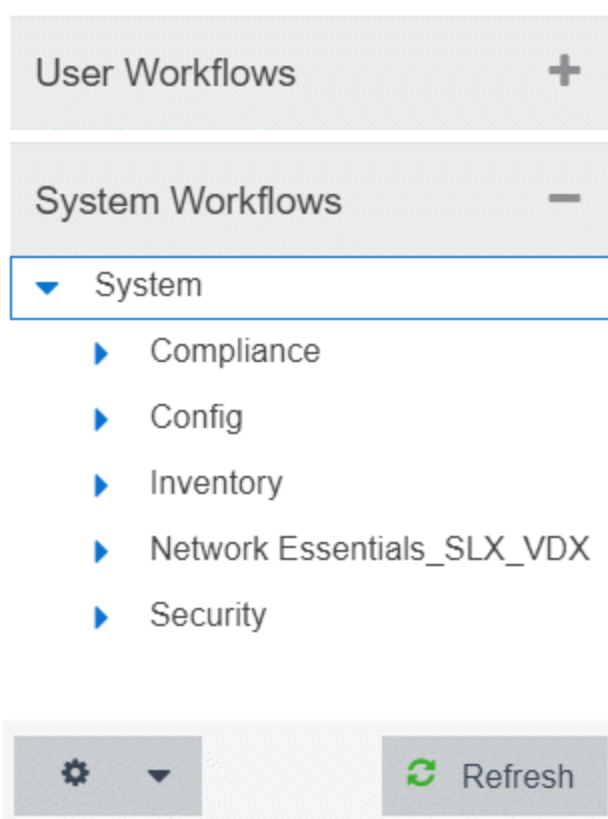 User Workflows
System Workflows
System
Compliance
Config
Inventory
Network Essentials_SLX_VDX
Security
Refresh